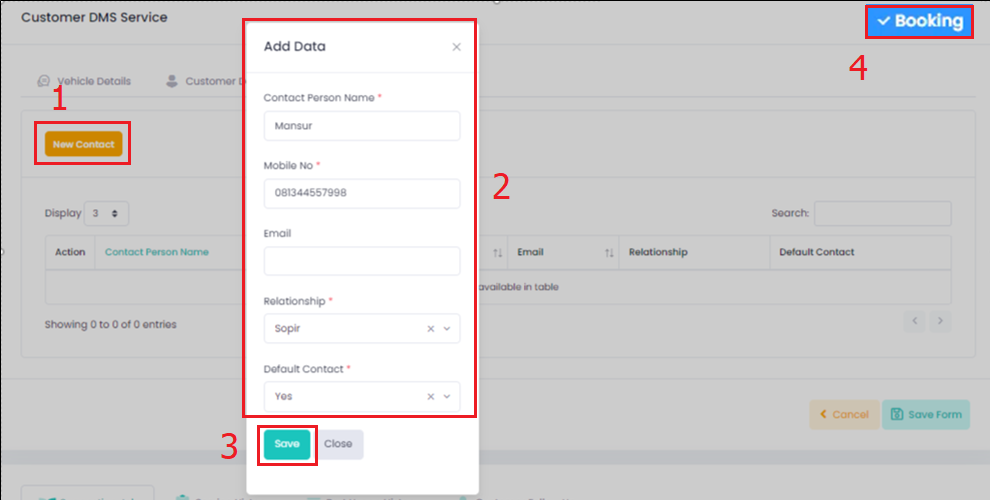 Customer DMS Service
Booking
4
Vehicle Details
Customer D
1
New Contact
Add Data
Contact Person Name *
Mansur
Mobile No *
081344557998
2
Email
Relationship *
Sopir
Default Contact *
Yes
3
Save
Close
Display 3
Search:
Action
Contact Person Name
Email
Relationship
Default Contact
available in table
Showing 0 to 0 of 0 entries
Cancel
Save Form